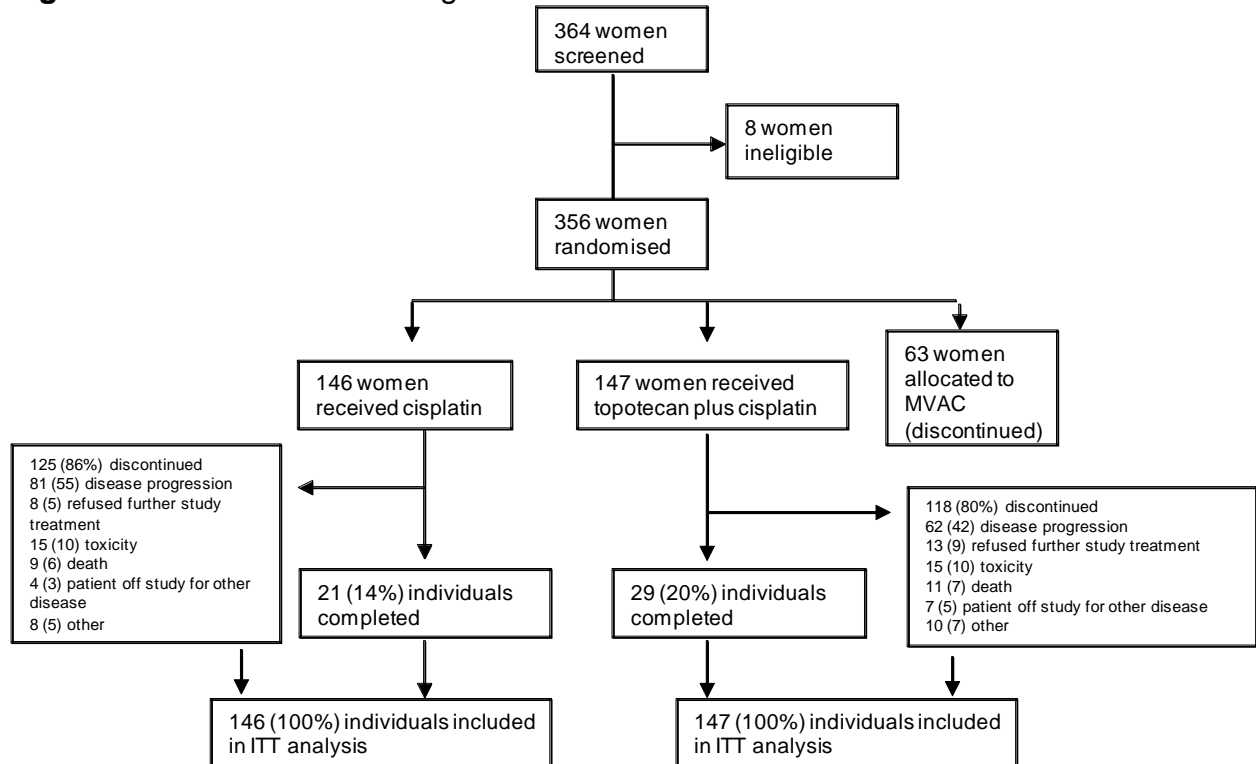 364 women
screened
8 women
ineligible
356 women
randomised
146 women
received cisplatin
147 women received
topotecan plus cisplatin
63 women
allocated to
MVAC
(discontinued)
125 (86%) discontinued
81 (55) disease progression
8 (5) refused further study
treatment
15 (10) toxicity
9 (6) death
4 (3) patient off study for other
disease
8 (5) other
21 (14%) individuals
completed
29 (20%) individuals
completed
118 (80%) discontinued
62 (42) disease progression
13 (9) refused further study treatment
15 (10) toxicity
11 (7) death
7 (5) patient off study for other disease
10 (7) other
146 (100%) individuals included
in ITT analysis
147 (100%) individuals included
in ITT analysis